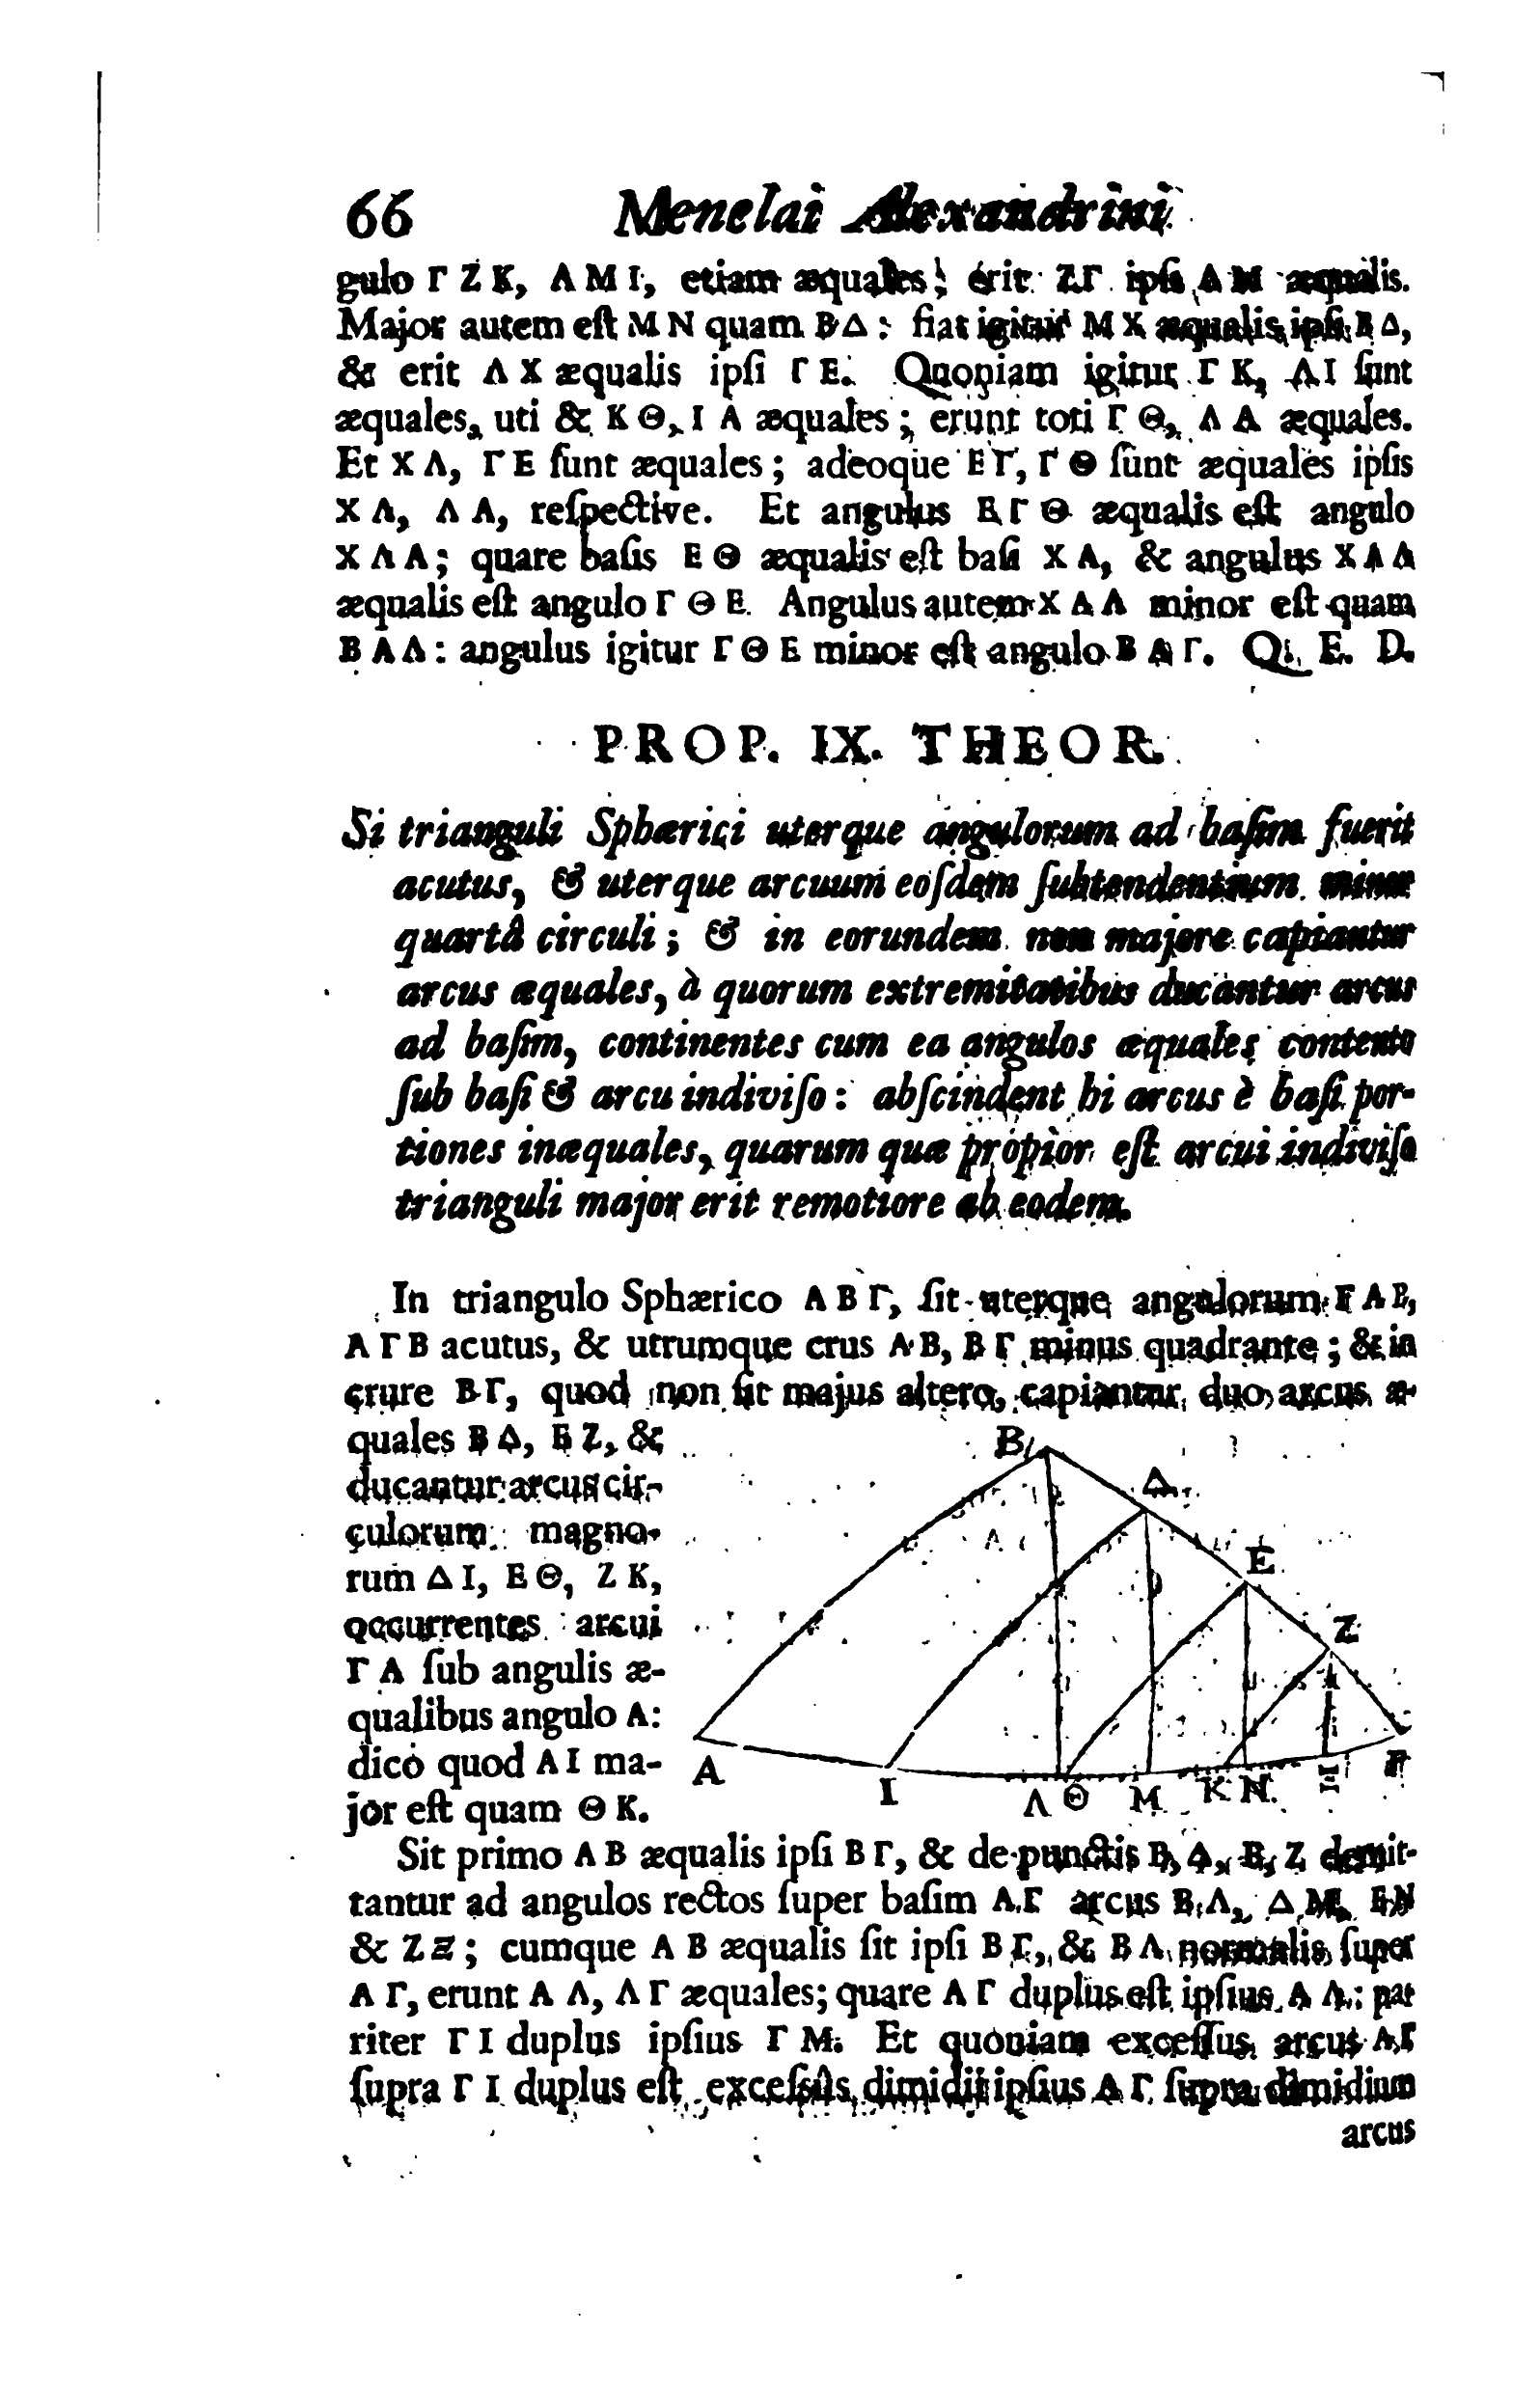 66 Menelai Alexandrini
gulo Γ Z K, Λ M I, etiam æquales; erit ZΓ ipsi Λ M æqualis.
Major autem eſt M N quam B Δ : fiat igitur M X æqualis ipſi B Δ,
& erit Λ X æqualis ipſi Γ E. Quoniam igitur Γ K, Λ I ſunt
æquales, uti & K Θ, I A æquales ; erunt toti Γ Θ, Λ A æquales.
Et X Λ, Γ E ſunt æquales ; adeoque E Γ, Γ Θ ſunt æquales ipſis
X Λ, Λ A, reſpective. Et angulus E Γ Θ æqualis eſt angulo
X Λ A ; quare baſis E Θ æqualis eſt baſi X A, & angulus X A Λ
æqualis eſt angulo Γ Θ E. Angulus autem X A Λ minor eſt quam
B A Λ : angulus igitur Γ Θ E minor eſt angulo B A Γ. Q. E. D.
PROP. IX. THEOR.
Si trianguli Sphærici uterque angulorum ad baſim fuerit
acutus, & uterque arcuum eoſdem ſubtendentium minor
quartâ circuli ; & in eorundem non majore capiantur
arcus æquales, à quorum extremitatibus ducantur arcus
ad baſim, continentes cum ea angulos æquales contento
ſub baſi & arcu indiviſo : abſcindent hi arcus è baſi por-
tiones inæquales, quarum quæ propior eſt arcui indiviſo
trianguli major erit remotiore ab eodem.
In triangulo Sphærico A B Γ, ſit uterque angulorum Γ A B,
A Γ B acutus, & utrumque crus A B, B Γ minus quadrante ; & in
crure B Γ, quod non ſit majus altero, capiantur duo arcus æ-
quales B Δ, E Z, &
ducantur arcus cir-
culorum magno-
rum Δ I, E Θ, Z K,
occurrentes arcui
Γ A ſub angulis æ-
qualibus angulo A :
dico quod A I ma-
jor eſt quam Θ K.
B
Δ
E
Z
A I Λ Θ M K N Ξ Γ
Sit primo A B æqualis ipſi B Γ, & de punctis B, Δ, E, Z demit-
tantur ad angulos rectos ſuper baſim A Γ arcus B Λ, Δ M, E N
& Z Ξ ; cumque A B æqualis ſit ipſi B Γ, & B Λ normalis ſuper
A Γ, erunt A Λ, Λ Γ æquales ; quare A Γ duplus eſt ipſius A Λ : pa-
riter Γ I duplus ipſius Γ M. Et quoniam exceſſus arcus A Γ
ſupra Γ I duplus eſt exceſsûs dimidii ipſius A Γ ſupra dimidium
arcus